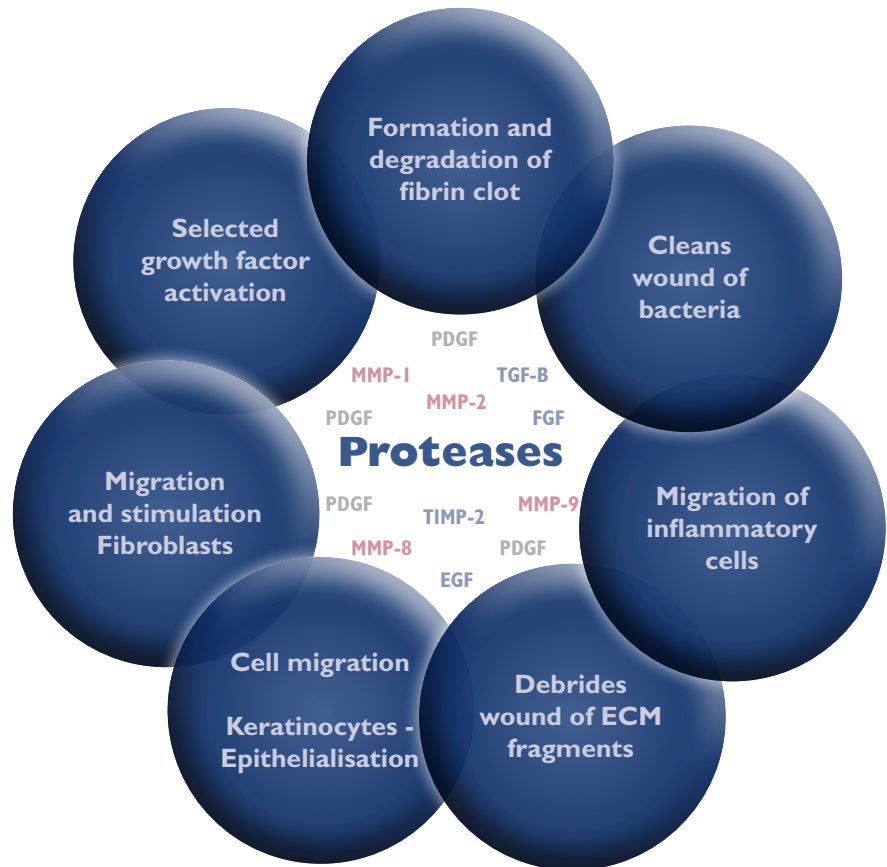 Formation and
degradation of
fibrin clot
Selected
growth factor
activation
Cleans
wound of
bacteria
PDGF
MMP-1
TGF-B
MMP-2
PDGF
FGF
Proteases
Migration
and stimulation
Fibroblasts
PDGF
TIMP-2
MMP-9
MMP-8
PDGF
EGF
Migration of
inflammatory
cells
Cell migration
Keratinocytes -
Epithelialisation
Debrides
wound of ECM
fragments